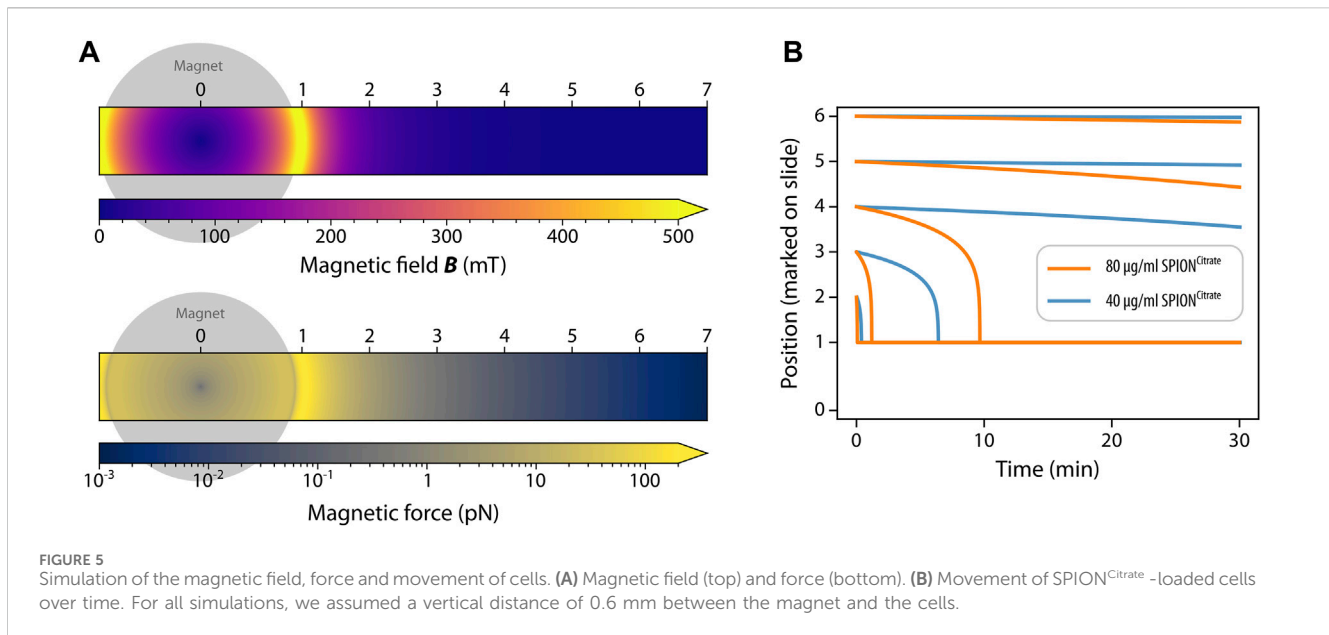 A
Magnet
0 1 2 3 4 5 6 7
0 100 200 300 400 500
Magnetic field B (mT)
Magnet
0 1 2 3 4 5 6 7
10⁻³ 10⁻² 10⁻¹ 1 10 100
Magnetic force (pN)
B
Position (marked on slide)
6
5
4
3
2
1
0
80 µg/ml SPIONᶜⁱᵗʳᵃᵗᵉ
40 µg/ml SPIONᶜⁱᵗʳᵃᵗᵉ
0 10 20 30
Time (min)
FIGURE 5
Simulation of the magnetic field, force and movement of cells. (A) Magnetic field (top) and force (bottom). (B) Movement of SPIONᶜⁱᵗʳᵃᵗᵉ -loaded cells
over time. For all simulations, we assumed a vertical distance of 0.6 mm between the magnet and the cells.